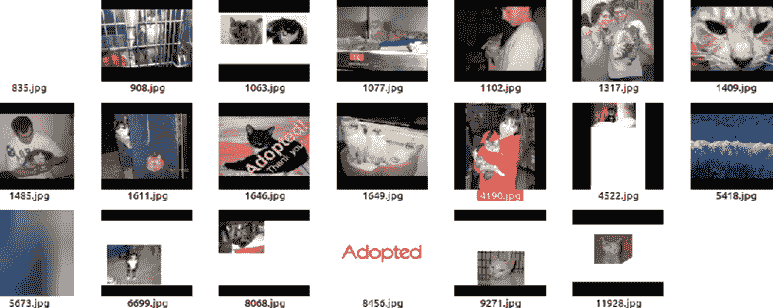 835.jpg 908.jpg 1063.jpg 1077.jpg 1102.jpg 1317.jpg 1409.jpg
Adopted!
Thank you
1485.jpg 1611.jpg 1646.jpg 1649.jpg 4190.jpg 4522.jpg 5418.jpg
Adopted
5673.jpg 6699.jpg 8068.jpg 8456.jpg 9271.jpg 11928.jpg